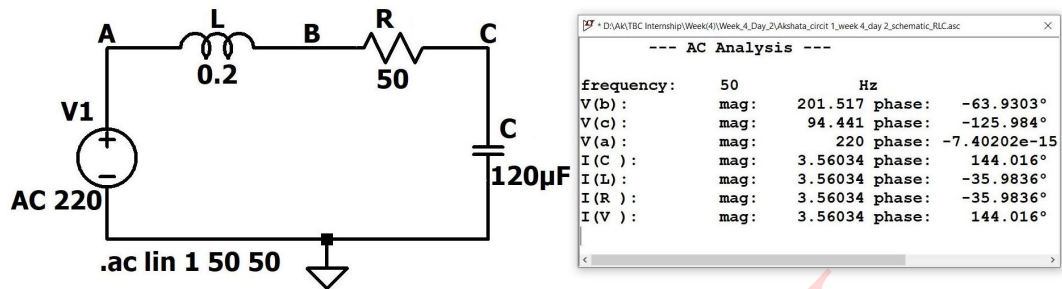 A
L
B
R
C
0.2
50
V1
+
−
AC 220
C
120µF
.ac lin 1 50 50
* D:\Ak\TBC Internship\Week(4)\Week_4_Day_2\Akshata_circit 1_week 4_day 2_schematic_RLC.asc
--- AC Analysis ---
frequency: 50 Hz
V(b): mag: 201.517 phase: -63.9303°
V(c): mag: 94.441 phase: -125.984°
V(a): mag: 220 phase: -7.40202e-15
I(C ): mag: 3.56034 phase: 144.016°
I(L): mag: 3.56034 phase: -35.9836°
I(R ): mag: 3.56034 phase: -35.9836°
I(V ): mag: 3.56034 phase: 144.016°